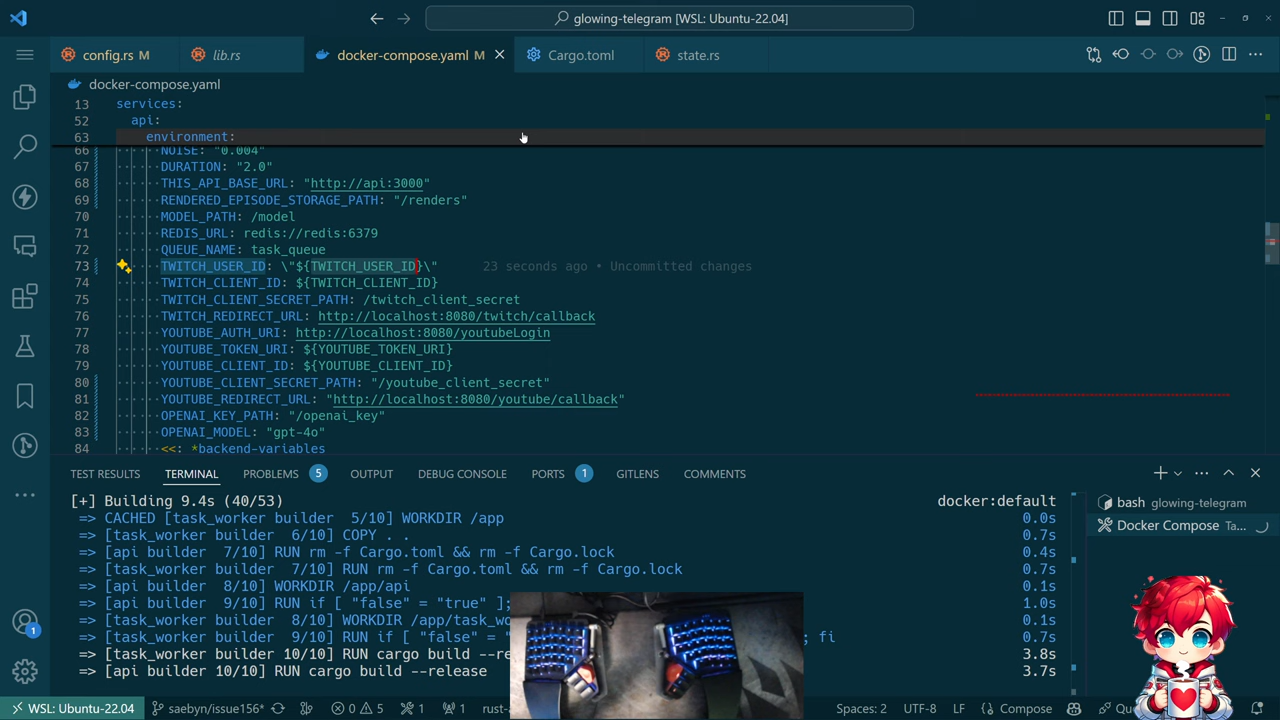 glowing-telegram [WSL: Ubuntu-22.04]
config.rs M
lib.rs
docker-compose.yaml M
Cargo.toml
state.rs
docker-compose.yaml
13 services:
52 api:
63 environment:
66 NOISE: "0.004"
67 DURATION: "2.0"
68 THIS_API_BASE_URL: "http://api:3000"
69 RENDERED_EPISODE_STORAGE_PATH: "/renders"
70 MODEL_PATH: /model
71 REDIS_URL: redis://redis:6379
72 QUEUE_NAME: task_queue
73 TWITCH_USER_ID: \"${TWITCH_USER_ID}\" 23 seconds ago • Uncommitted changes
74 TWITCH_CLIENT_ID: ${TWITCH_CLIENT_ID}
75 TWITCH_CLIENT_SECRET_PATH: /twitch_client_secret
76 TWITCH_REDIRECT_URL: http://localhost:8080/twitch/callback
77 YOUTUBE_AUTH_URI: http://localhost:8080/youtubeLogin
78 YOUTUBE_TOKEN_URI: ${YOUTUBE_TOKEN_URI}
79 YOUTUBE_CLIENT_ID: ${YOUTUBE_CLIENT_ID}
80 YOUTUBE_CLIENT_SECRET_PATH: "/youtube_client_secret"
81 YOUTUBE_REDIRECT_URL: "http://localhost:8080/youtube/callback"
82 OPENAI_KEY_PATH: "/openai_key"
83 OPENAI_MODEL: "gpt-4o"
84 <<: *backend-variables
TEST RESULTS TERMINAL PROBLEMS 5 OUTPUT DEBUG CONSOLE PORTS 1 GITLENS COMMENTS
[+] Building 9.4s (40/53) docker:default
=> CACHED [task_worker builder 5/10] WORKDIR /app 0.0s
=> [task_worker builder 6/10] COPY . . 0.7s
=> [api builder 7/10] RUN rm -f Cargo.toml && rm -f Cargo.lock 0.4s
=> [task_worker builder 7/10] RUN rm -f Cargo.toml && rm -f Cargo.lock 0.7s
=> [api builder 8/10] WORKDIR /app/api 0.1s
=> [api builder 9/10] RUN if [ "false" = "true" ]; 1.0s
=> [task_worker builder 8/10] WORKDIR /app/task_wo 0.1s
=> [task_worker builder 9/10] RUN if [ "false" = " ; fi 0.7s
=> [task_worker builder 10/10] RUN cargo build --re 3.8s
=> [api builder 10/10] RUN cargo build --release 3.7s
bash glowing-telegram
Docker Compose Ta...
1
WSL: Ubuntu-22.04 saebyn/issue156* 0 5 1 1 rust- Spaces: 2 UTF-8 LF Compose